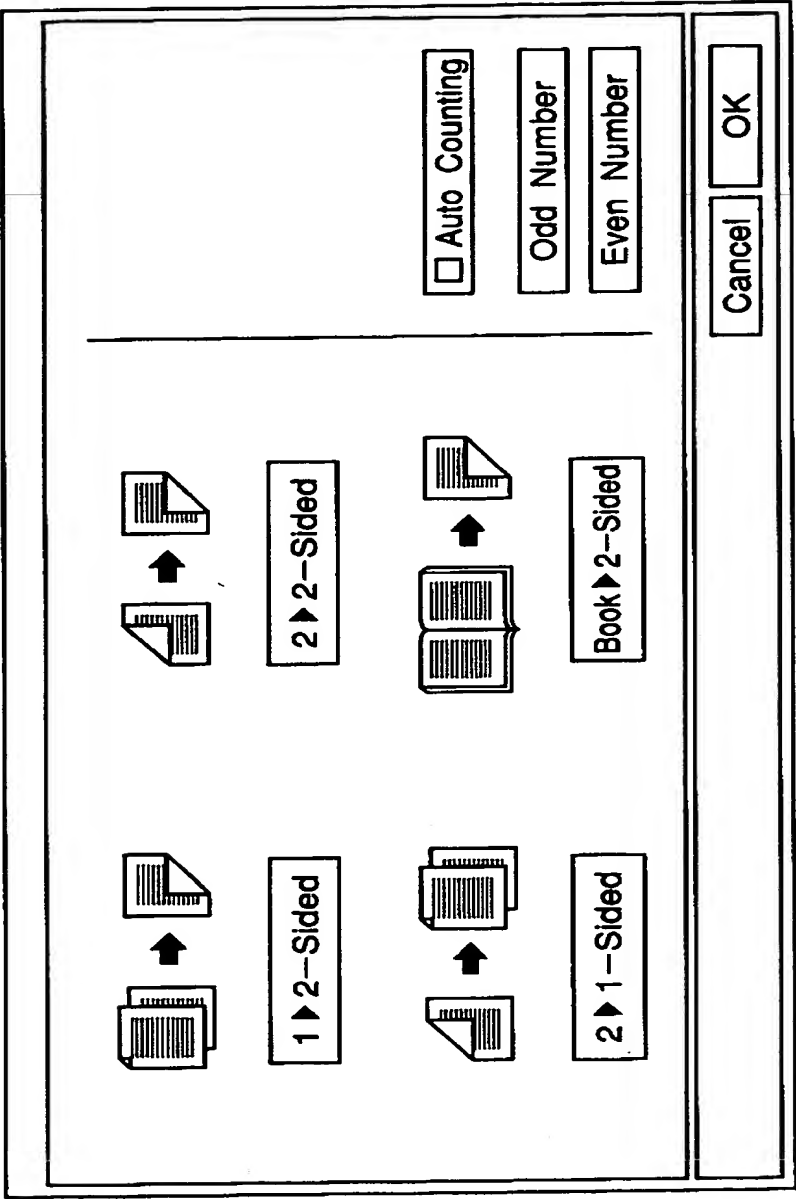 1▶2-Sided
2▶2-Sided
□ Auto Counting
2▶1-Sided
Book▶2-Sided
Odd Number
Even Number
Cancel
OK